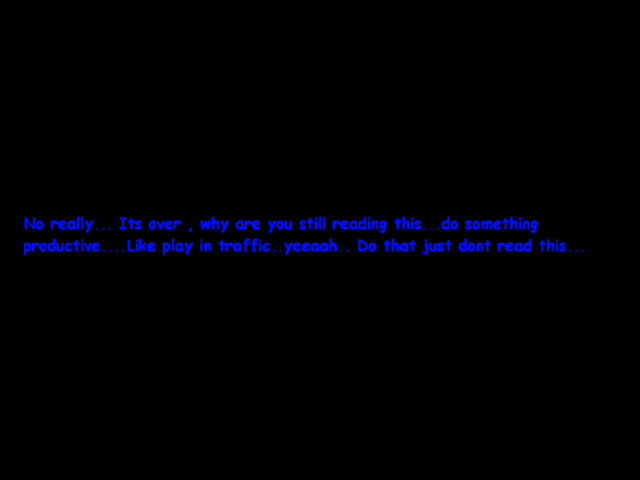 No really... Its over , why are you still reading this...do something
productive....Like play in traffic..yeeaah.. Do that just dont read this...